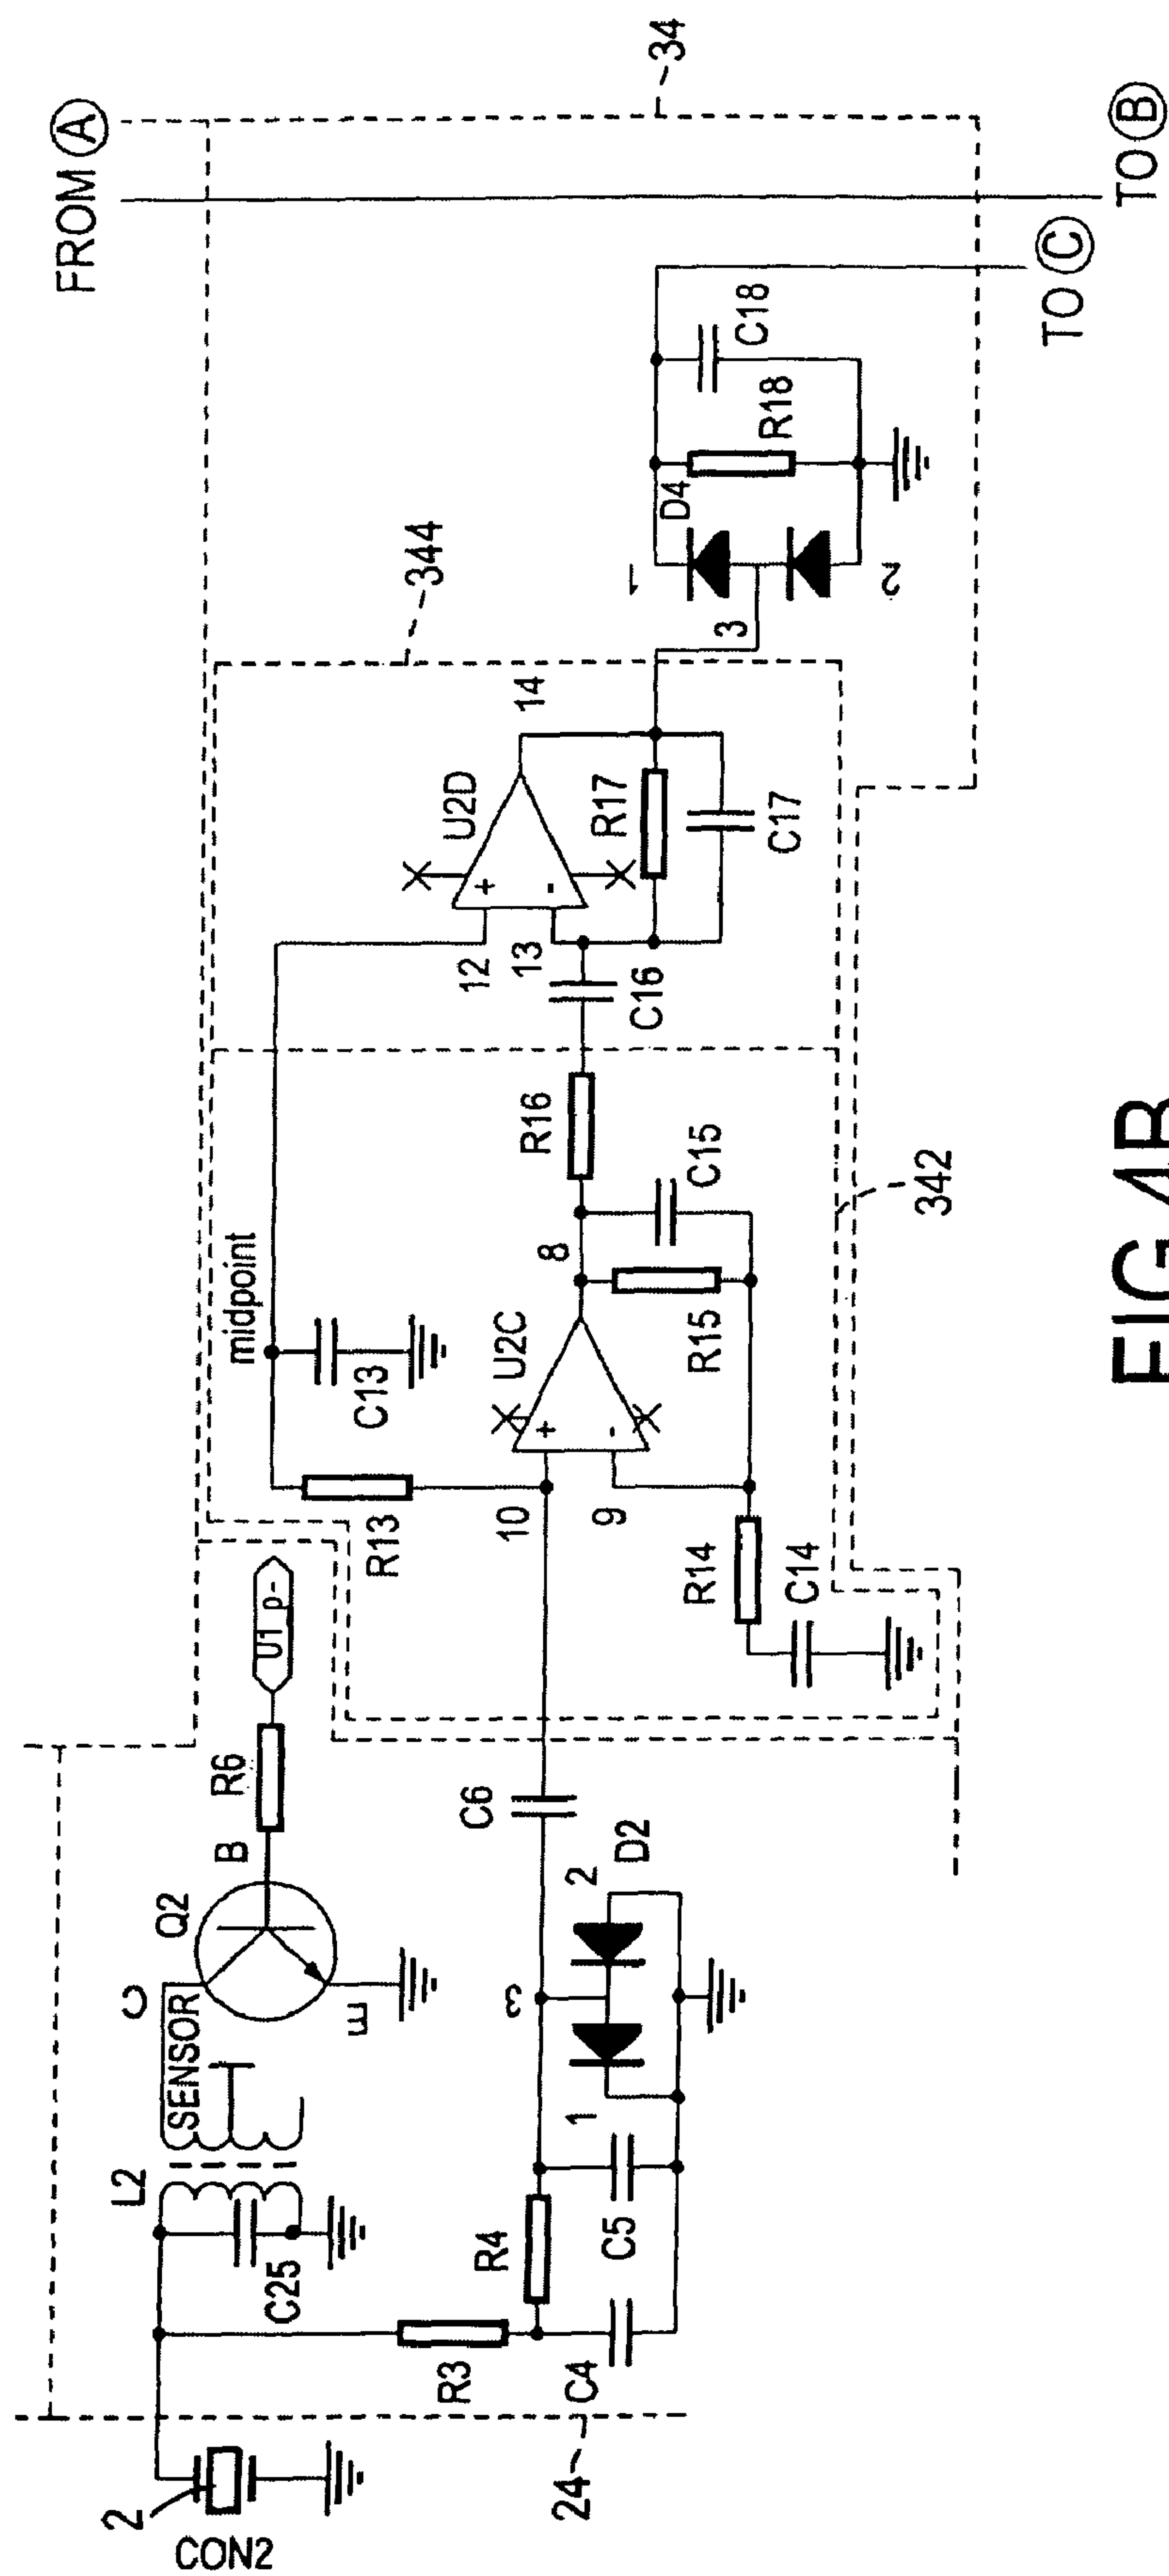 FROM A
34
TO B
TO C
C18
R18
D4
1
2
3
344
14
U2D
+
-
12
13
R17
C17
C16
R16
midpoint
C13
U2C
+
-
8
C15
R15
10
9
R13
R14
C14
342
U1 p-
R6
B
Q2
C
E
SENSOR
L2
C25
C6
3
2
D2
1
R4
C5
R3
C4
24
2
CON2
FIG.4B